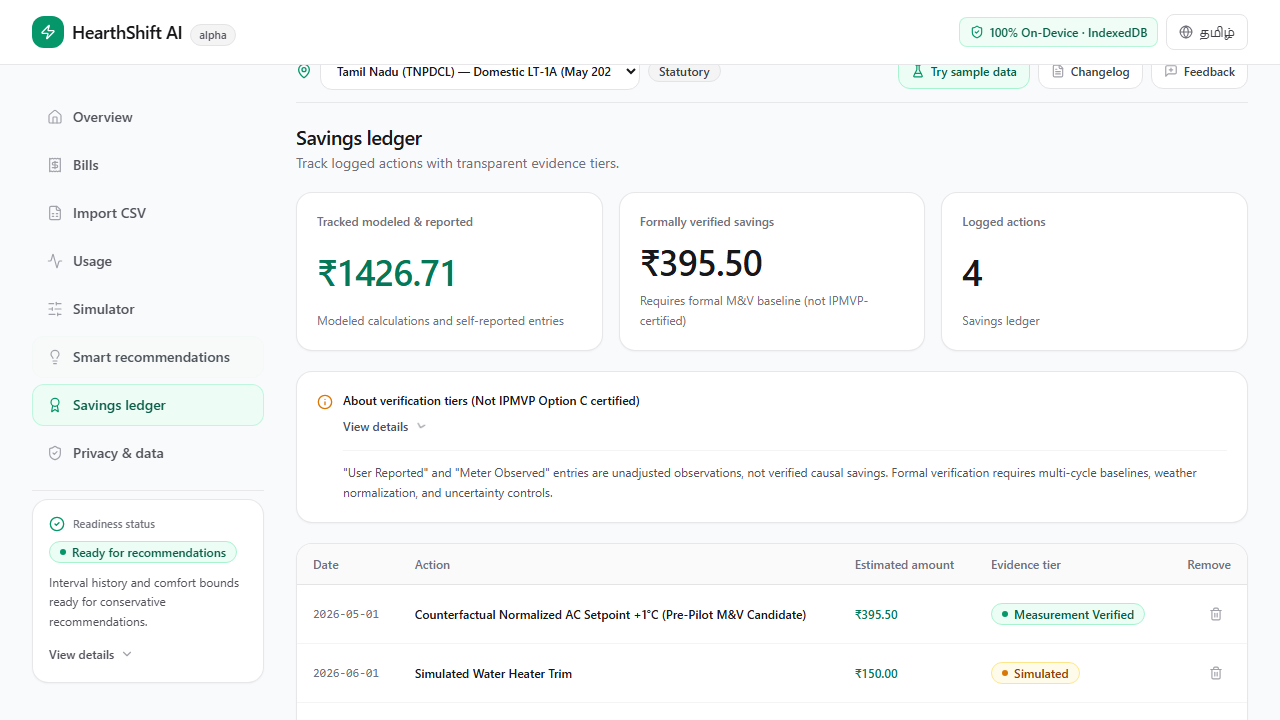 HearthShift AI
alpha
100% On-Device · IndexedDB
தமிழ்
Tamil Nadu (TNPDCL) — Domestic LT-1A (May 202
Statutory
Try sample data
Changelog
Feedback
Overview
Bills
Import CSV
Usage
Simulator
Smart recommendations
Savings ledger
Privacy & data
Readiness status
Ready for recommendations
Interval history and comfort bounds
ready for conservative
recommendations.
View details
Savings ledger
Track logged actions with transparent evidence tiers.
Tracked modeled & reported
₹1426.71
Modeled calculations and self-reported entries
Formally verified savings
₹395.50
Requires formal M&V baseline (not IPMVP-
certified)
Logged actions
4
Savings ledger
About verification tiers (Not IPMVP Option C certified)
View details
"User Reported" and "Meter Observed" entries are unadjusted observations, not verified causal savings. Formal verification requires multi-cycle baselines, weather
normalization, and uncertainty controls.
Date Action Estimated amount Evidence tier Remove
2026-05-01 Counterfactual Normalized AC Setpoint +1°C (Pre-Pilot M&V Candidate) ₹395.50 Measurement Verified
2026-06-01 Simulated Water Heater Trim ₹150.00 Simulated